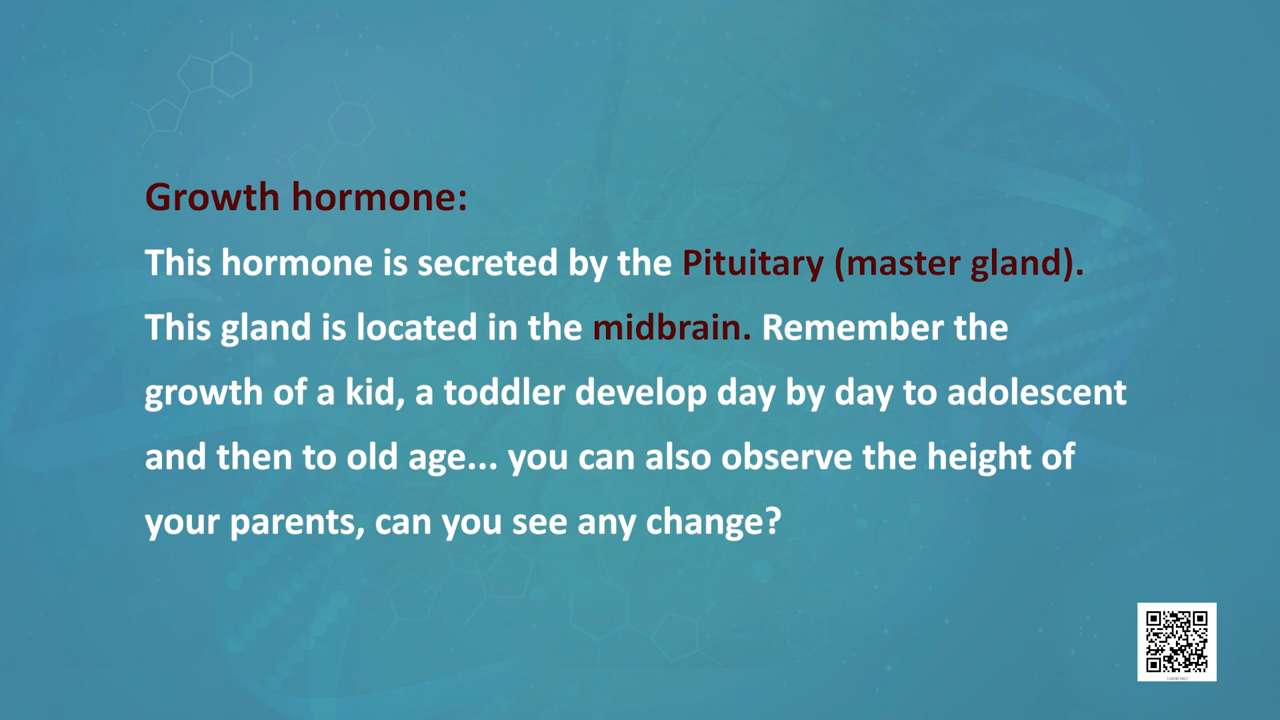 Growth hormone:
This hormone is secreted by the Pituitary (master gland).
This gland is located in the midbrain. Remember the
growth of a kid, a toddler develop day by day to adolescent
and then to old age... you can also observe the height of
your parents, can you see any change?